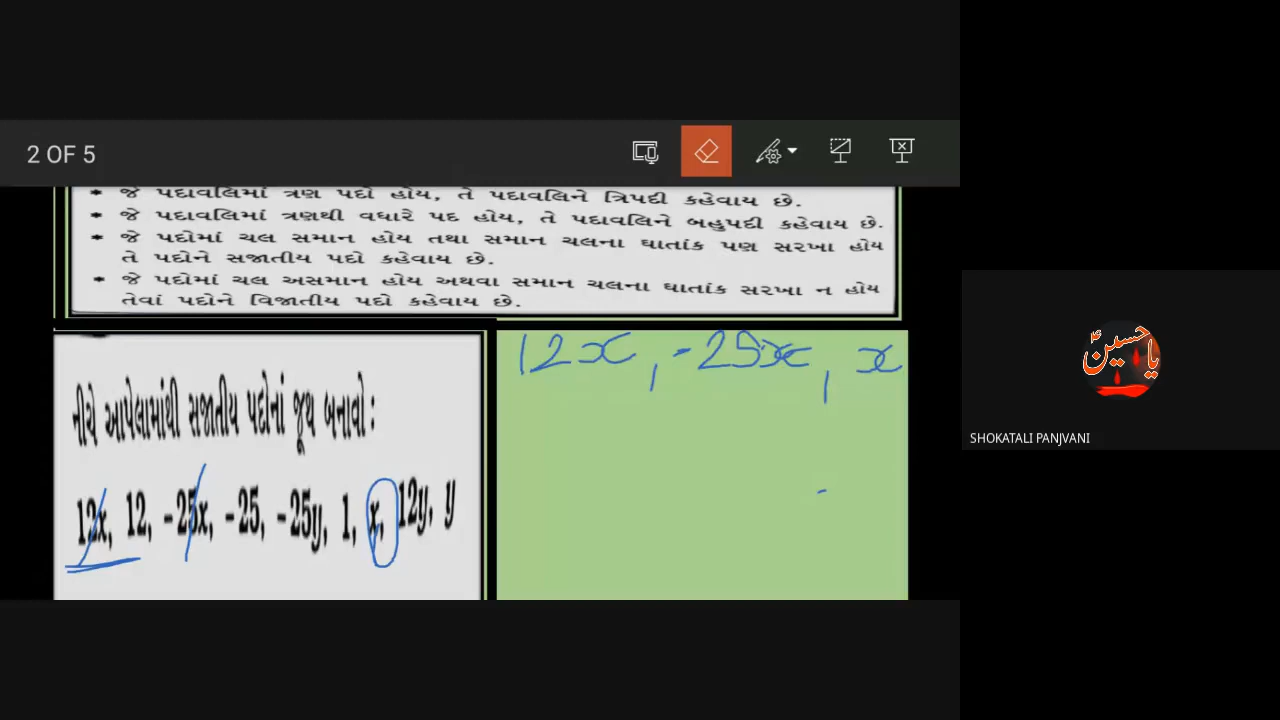 2 OF 5
* જે પદાવલિમાં ત્રણ પદો હોય, તે પદાવલિને ત્રિપદી કહેવાય છે.
* જે પદાવલિમાં ત્રણથી વધારે પદ હોય, તે પદાવલિને બહુપદી કહેવાય છે.
* જે પદોમાં ચલ સમાન હોય તથા સમાન ચલના ઘાતાંક પણ સરખા હોય
તે પદોને સજાતીય પદો કહેવાય છે.
* જે પદોમાં ચલ અસમાન હોય અથવા સમાન ચલના ઘાતાંક સરખા ન હોય
તેવાં પદોને વિજાતીય પદો કહેવાય છે.
નીચે આપેલામાંથી સજાતીય પદોનાં જૂથ બનાવો :
12x, 12, -25x, -25, -25y, 1, x, 12y, y
12x, -25x, x
يا حسينؑ
SHOKATALI PANJVANI